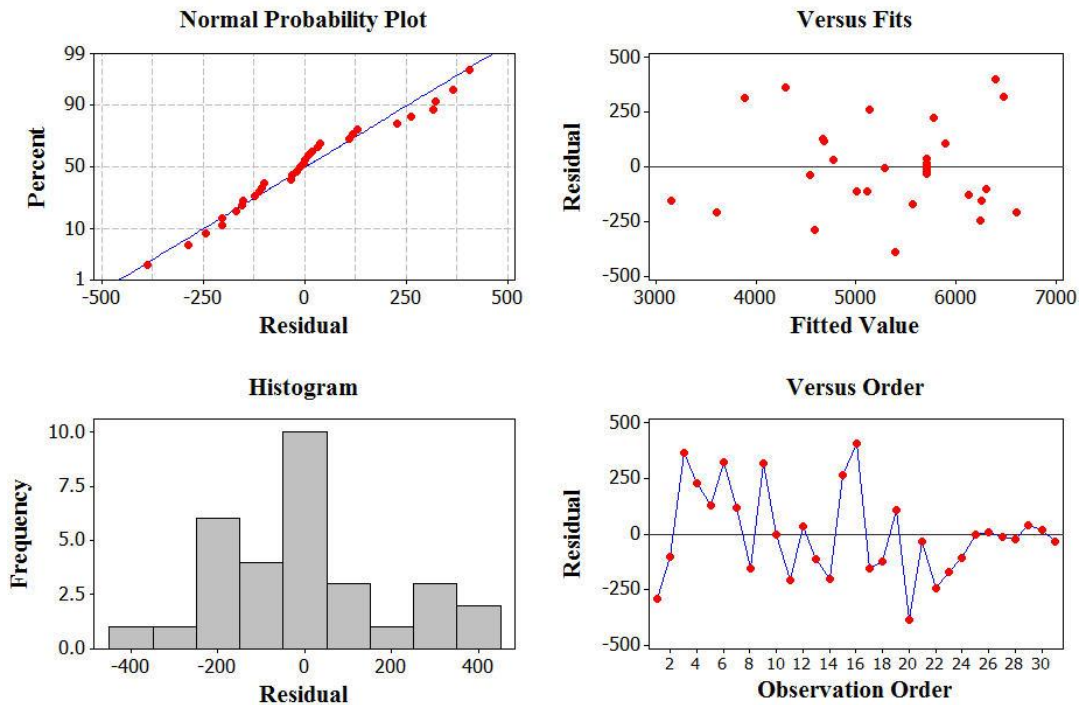 Normal Probability Plot
99
90
50
10
1
Percent
-500 -250 0 250 500
Residual
Versus Fits
500
250
0
-250
-500
Residual
3000 4000 5000 6000 7000
Fitted Value
Histogram
10.0
7.5
5.0
2.5
0.0
Frequency
-400 -200 0 200 400
Residual
Versus Order
500
250
0
-250
-500
Residual
2 4 6 8 10 12 14 16 18 20 22 24 26 28 30
Observation Order